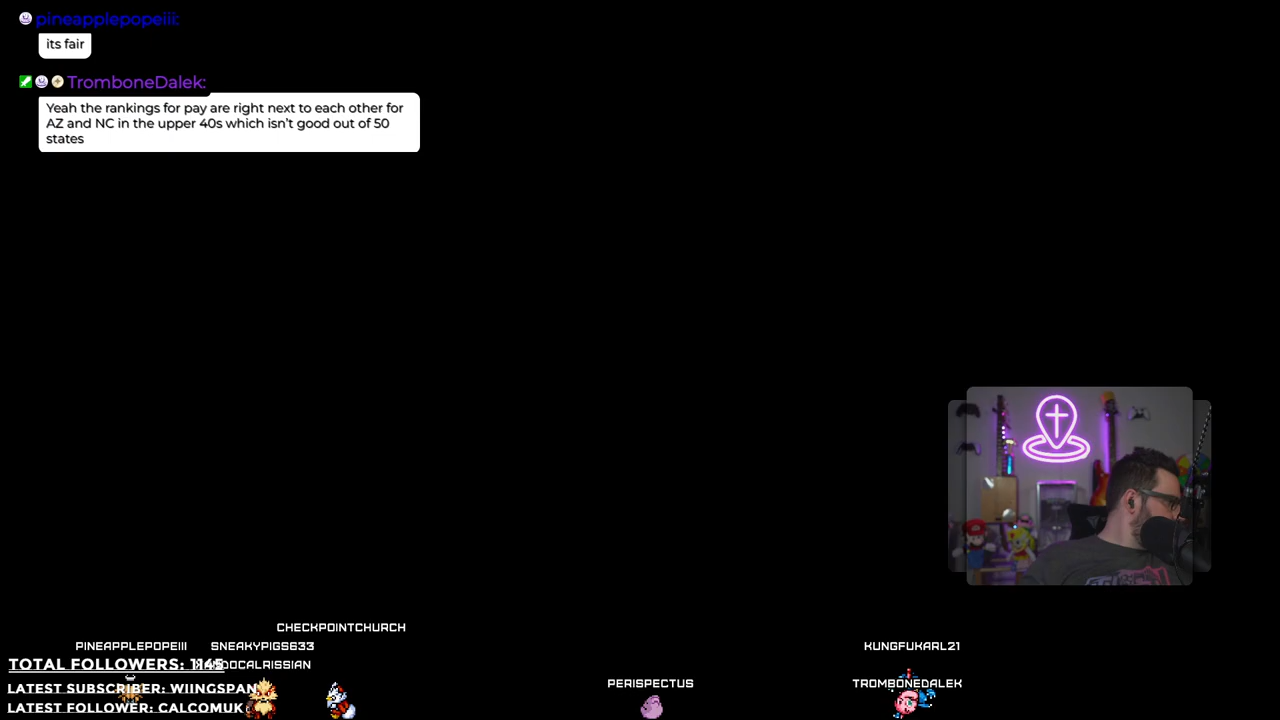 pineapplepopeiii:
its fair
TromboneDalek:
Yeah the rankings for pay are right next to each other for
AZ and NC in the upper 40s which isn't good out of 50
states
CHECKPOINTCHURCH
PINEAPPLEPOPEIII
SNEAKYPIGS633
KUNGFUKARL21
TOTAL FOLLOWERS: 1145
PERISPECTUS
TROMBONEDALEK
LATEST SUBSCRIBER: WIINGSPAN
LATEST FOLLOWER: CALCOMUK